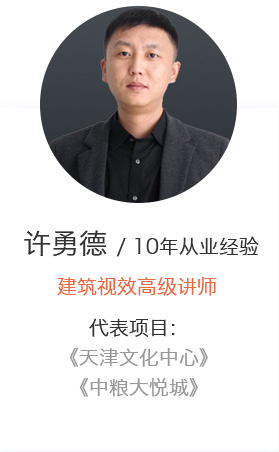 许勇德 / 10年从业经验
建筑视效高级讲师
代表项目：
《天津文化中心》
《中粮大悦城》